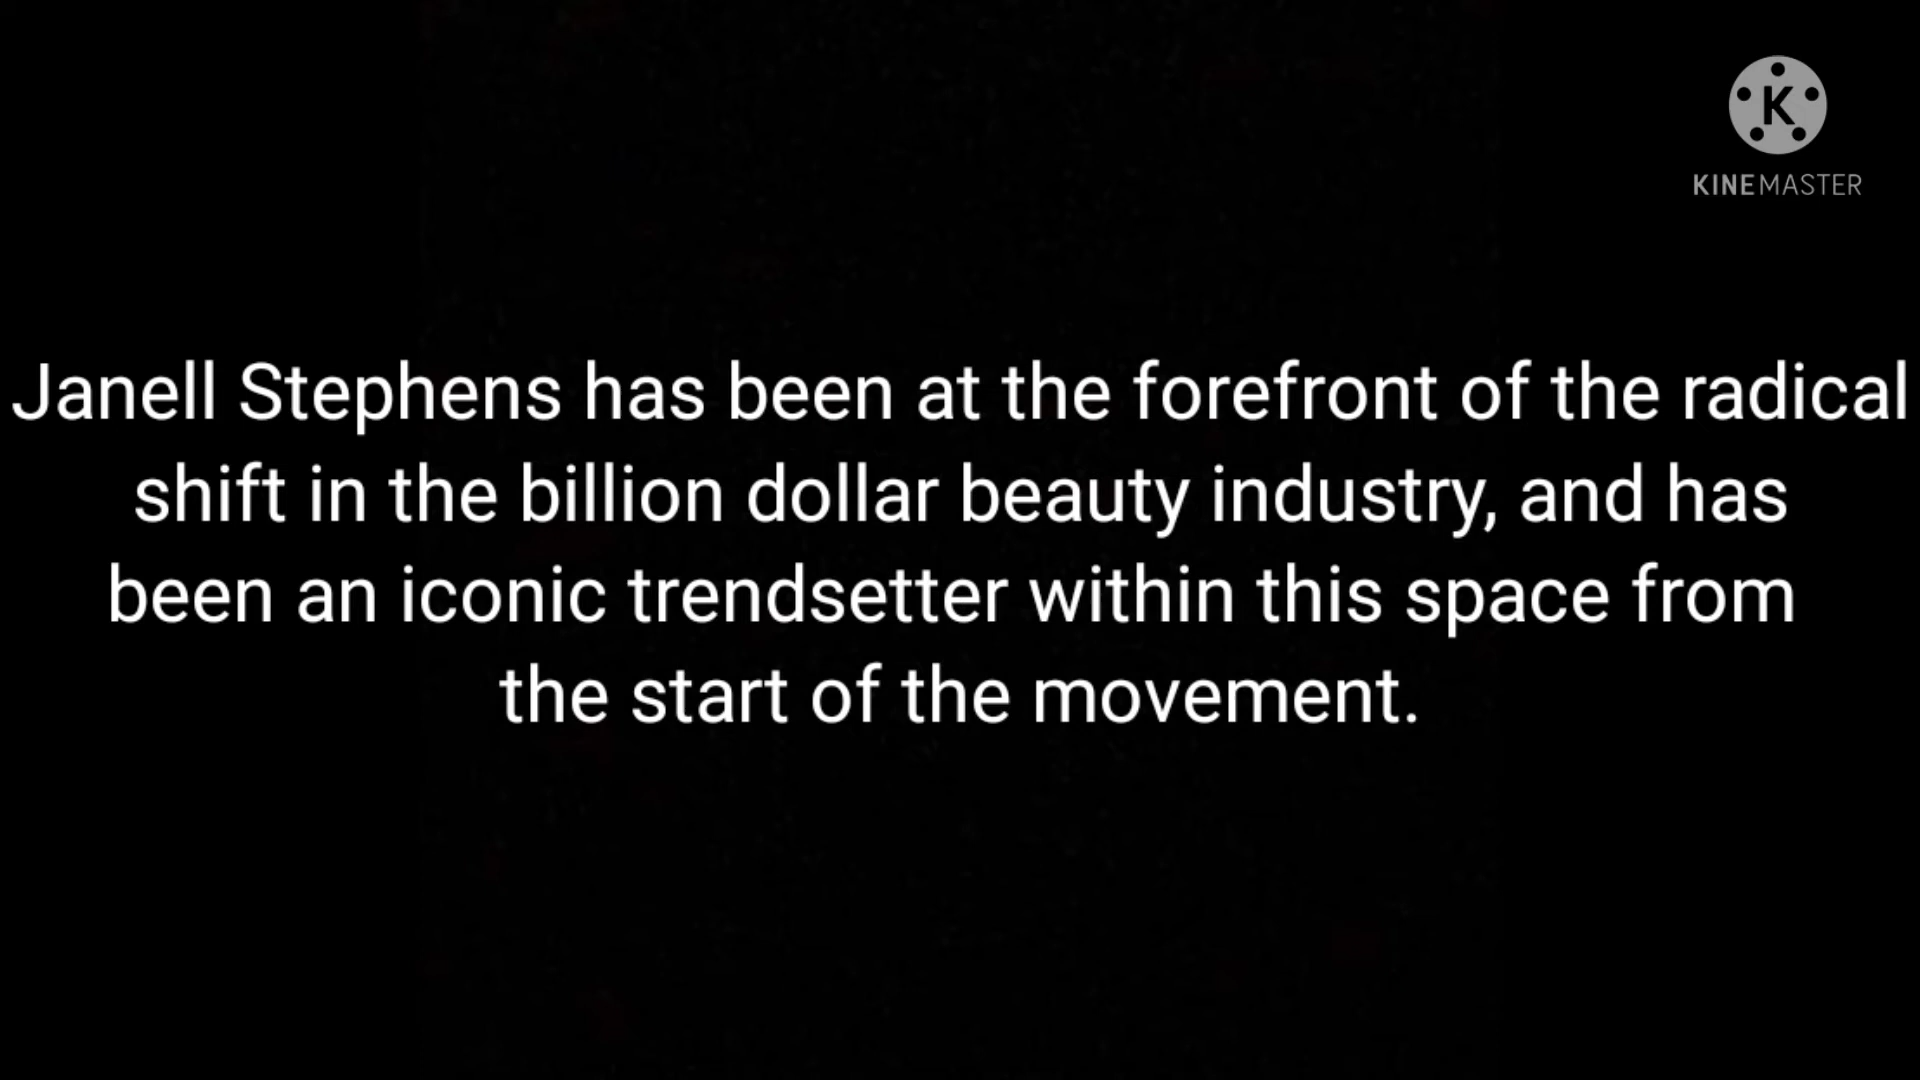 K
KINEMASTER
Janell Stephens has been at the forefront of the radical
shift in the billion dollar beauty industry, and has
been an iconic trendsetter within this space from
the start of the movement.